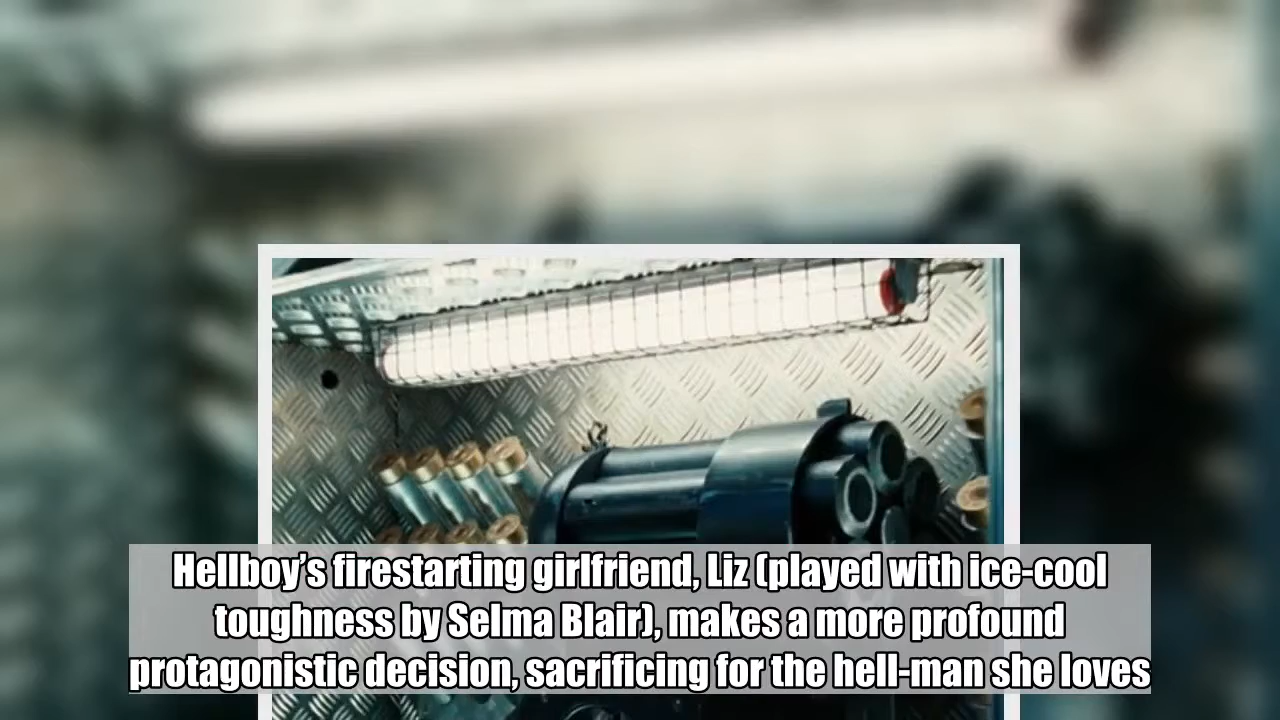 Hellboy’s firestarting girlfriend, Liz (played with ice-cool
toughness by Selma Blair), makes a more profound
protagonistic decision, sacrificing for the hell-man she loves